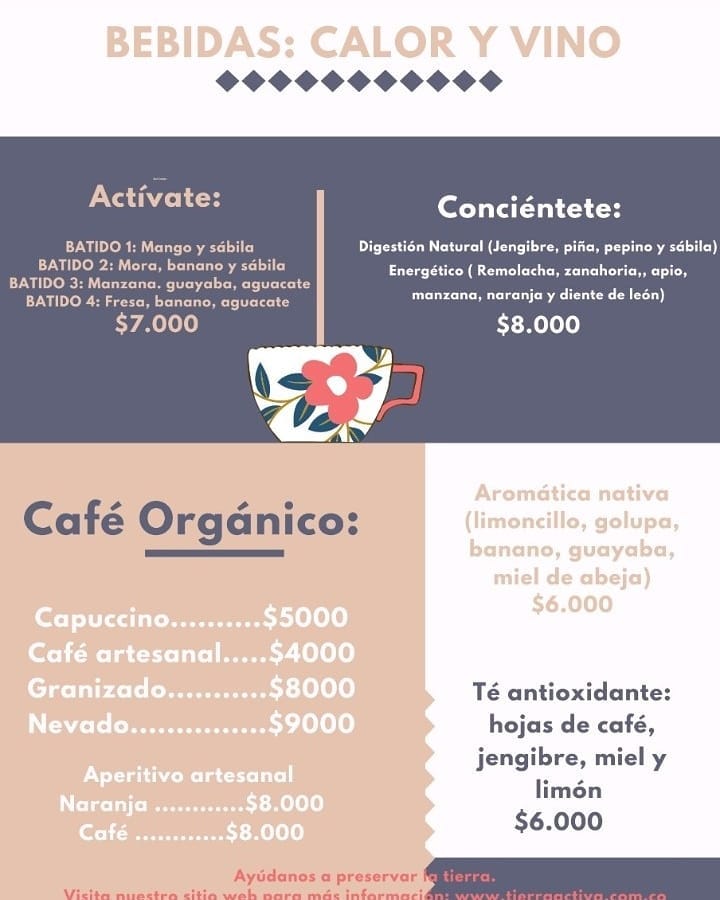 BEBIDAS: CALOR Y VINO
Actívate:
BATIDO 1: Mango y sábila
BATIDO 2: Mora, banano y sábila
BATIDO 3: Manzana. guayaba, aguacate
BATIDO 4: Fresa, banano, aguacate
$7.000
Conciéntete:
Digestión Natural (Jengibre, piña, pepino y sábila)
Energético ( Remolacha, zanahoria,, apio,
manzana, naranja y diente de león)
$8.000
Café Orgánico:
Capuccino..........$5000
Café artesanal.....$4000
Granizado...........$8000
Nevado...............$9000
Aperitivo artesanal
Naranja ............$8.000
Café ............$8.000
Aromática nativa
(limoncillo, golupa,
banano, guayaba,
miel de abeja)
$6.000
Té antioxidante:
hojas de café,
jengibre, miel y
limón
$6.000
Ayúdanos a preservar la tierra.
Visita nuestro sitio web para más información: www.tierraactiva.com.co